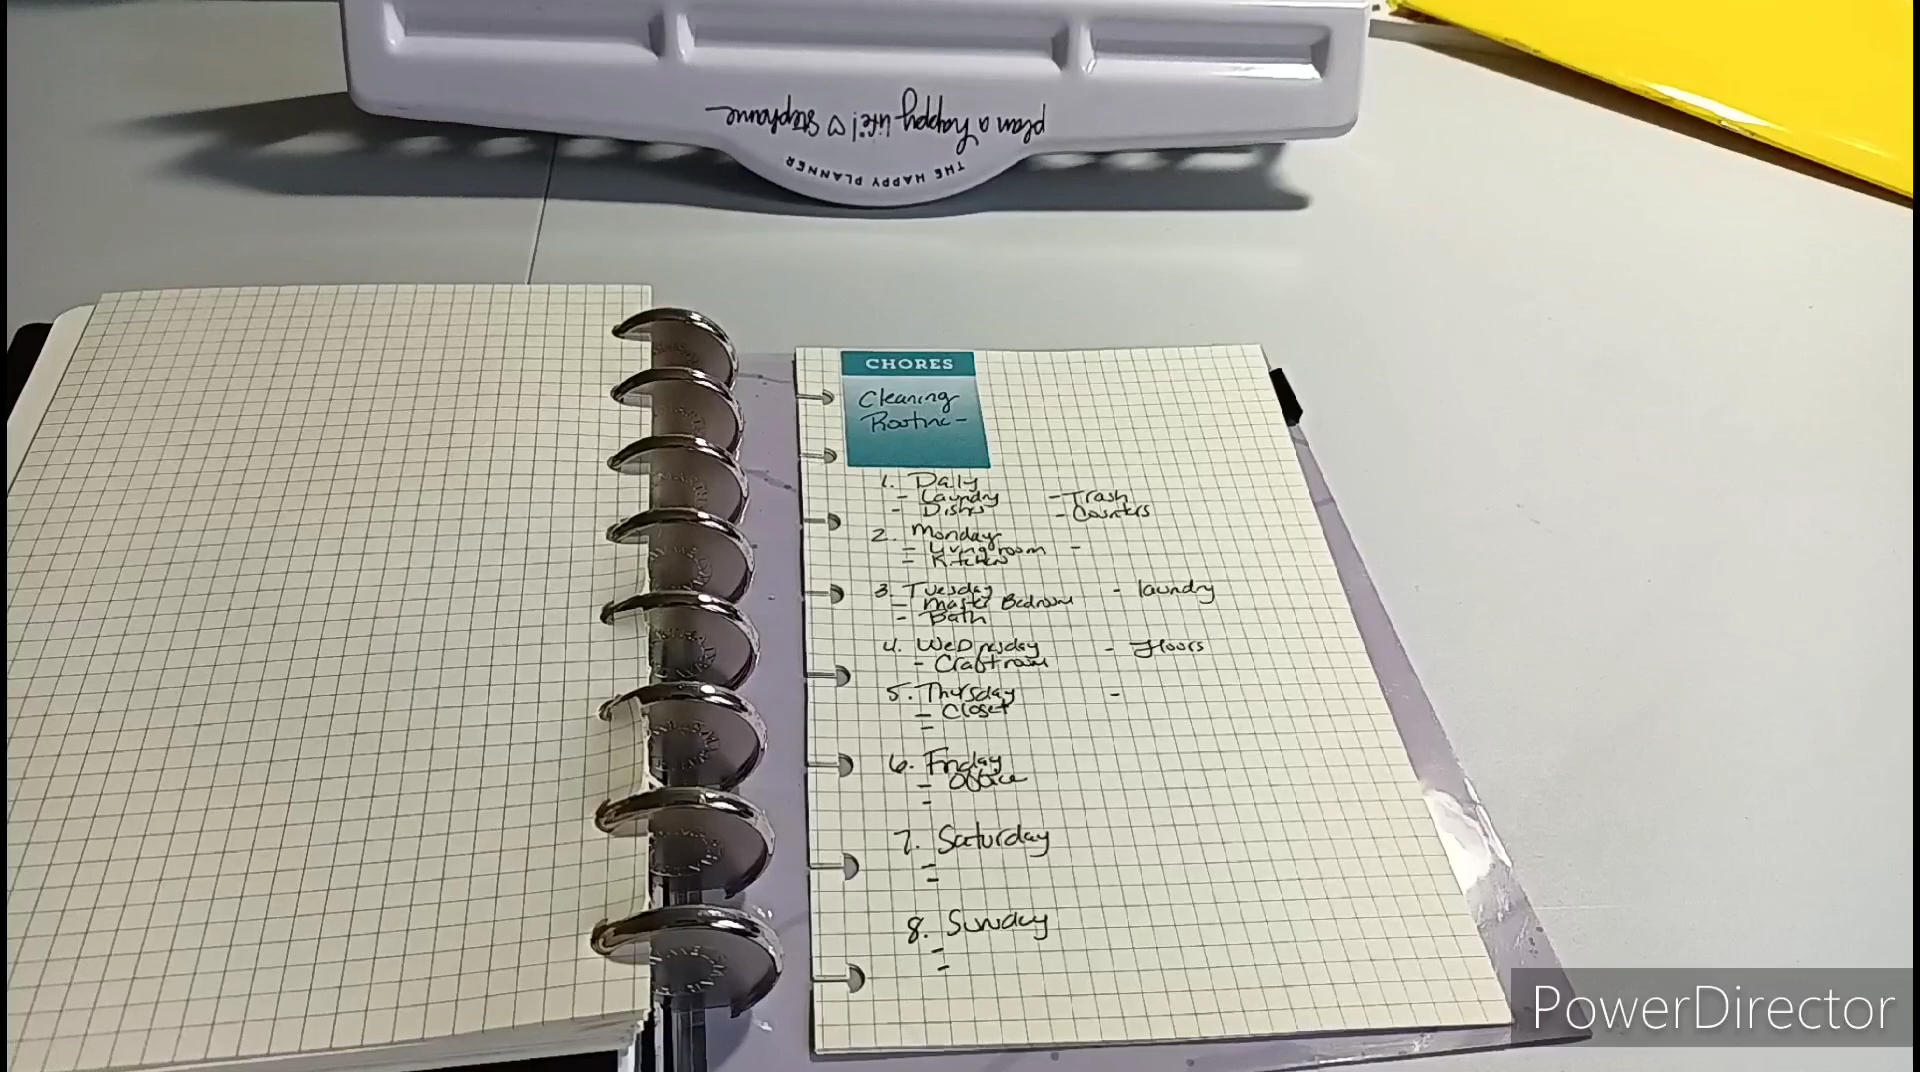 plan a happy life! ♡ stephanie
THE HAPPY PLANNER
CHORES
Cleaning
Routine
1. Daily
- Laundry - Trash
- Dishes - Counters
2. Monday
- Living room -
- Kitchen
3. Tuesday - laundry
- Master Bedroom
- Bath
4. WeDnesday - Floors
- Craft room
5. Thursday -
- Closet
-
6. Friday
- Office
-
7. Saturday
-
-
8. Sunday
-
-
PowerDirector